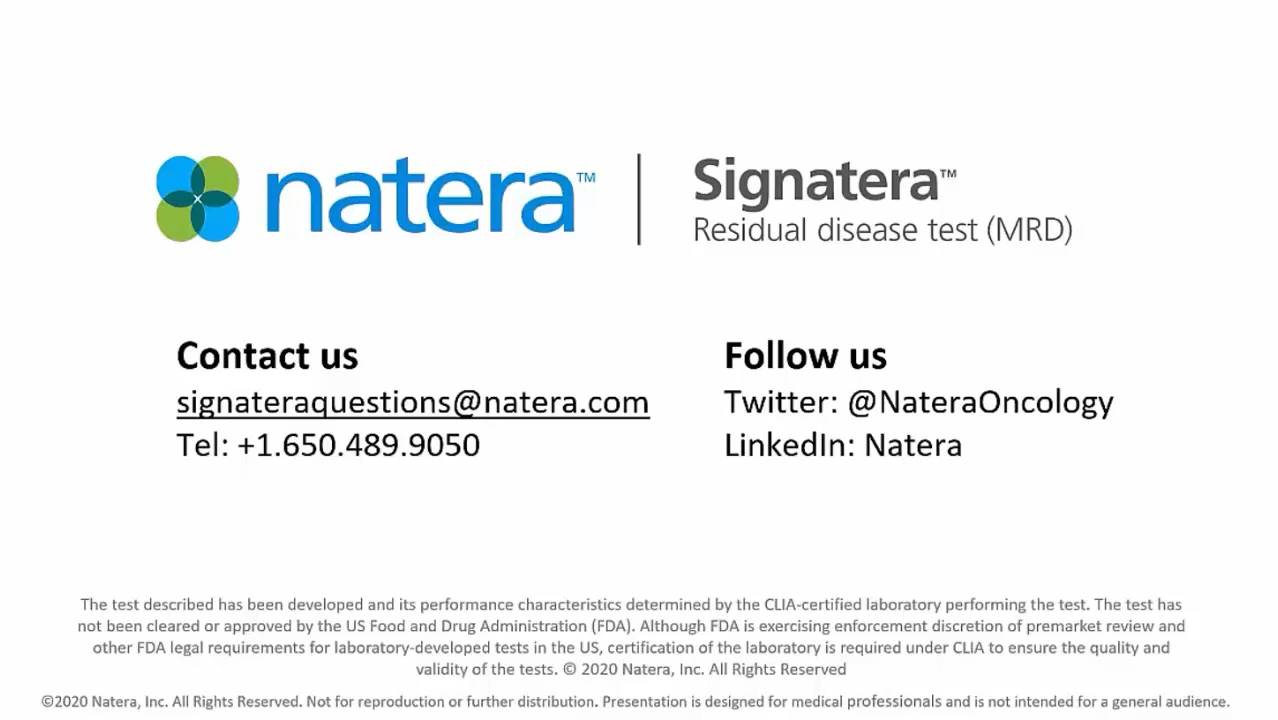 natera™
Signatera™
Residual disease test (MRD)
Contact us
signateraquestions@natera.com
Tel: +1.650.489.9050
Follow us
Twitter: @NateraOncology
LinkedIn: Natera
The test described has been developed and its performance characteristics determined by the CLIA-certified laboratory performing the test. The test has
not been cleared or approved by the US Food and Drug Administration (FDA). Although FDA is exercising enforcement discretion of premarket review and
other FDA legal requirements for laboratory-developed tests in the US, certification of the laboratory is required under CLIA to ensure the quality and
validity of the tests. © 2020 Natera, Inc. All Rights Reserved
©2020 Natera, Inc. All Rights Reserved. Not for reproduction or further distribution. Presentation is designed for medical professionals and is not intended for a general audience.